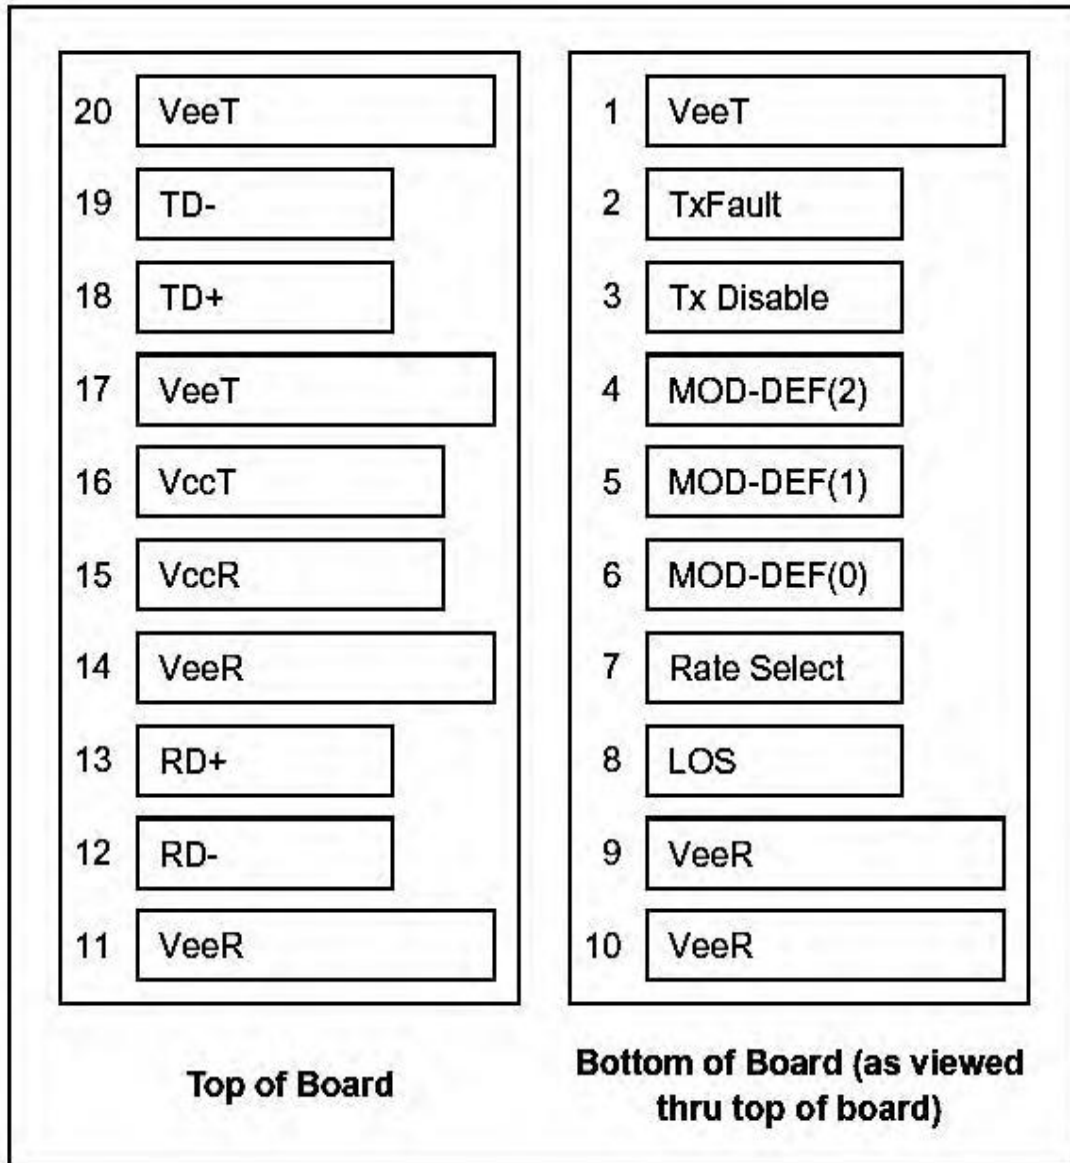 20 VeeT
19 TD-
18 TD+
17 VeeT
16 VccT
15 VccR
14 VeeR
13 RD+
12 RD-
11 VeeR
Top of Board
1 VeeT
2 TxFault
3 Tx Disable
4 MOD-DEF(2)
5 MOD-DEF(1)
6 MOD-DEF(0)
7 Rate Select
8 LOS
9 VeeR
10 VeeR
Bottom of Board (as viewed
thru top of board)